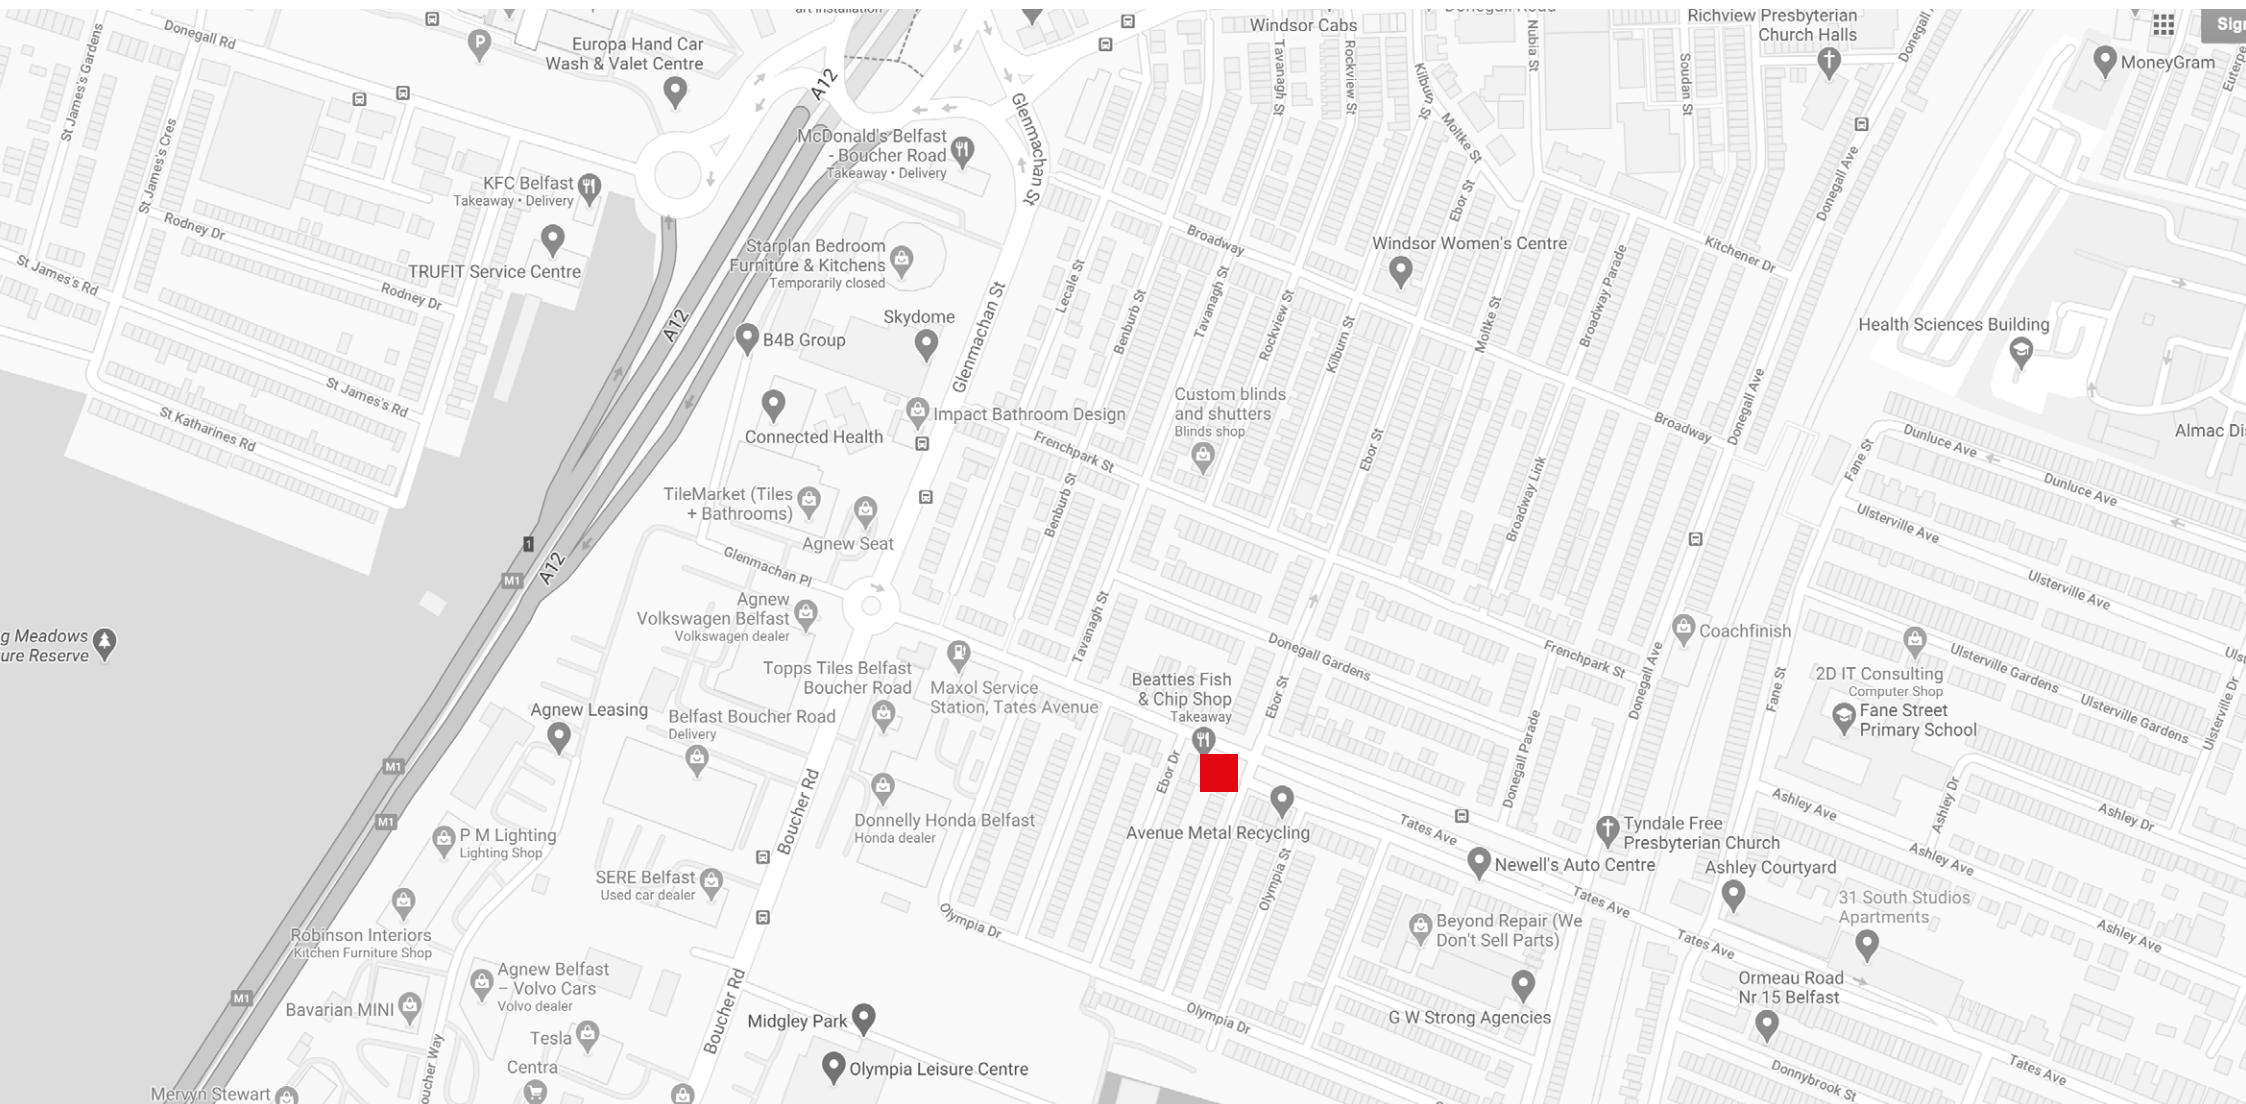 art installation
Donegall Rd
Windsor Cabs
Donegall Road
Richview Presbyterian
Church Halls
Sig
St James's Gardens
P
Europa Hand Car
Wash & Valet Centre
A12
Tavanagh St
Rockview St
Kilburn St
Nubia St
Soudan St
MoneyGram
St James's Cres
McDonald's Belfast
- Boucher Road
Takeaway • Delivery
Glenmachan St
Moltke St
Donegall Ave
KFC Belfast
Takeaway • Delivery
Ebor St
Rodney Dr
TRUFIT Service Centre
Starplan Bedroom
Furniture & Kitchens
Temporarily closed
Broadway
Windsor Women's Centre
Broadway Parade
Kitchener Dr
St James's Rd
Rodney Dr
A12
Skydome
B4B Group
Glenmachan St
Lecale St
Benburb St
Tavanagh St
Rockview St
Kilburn St
Moltke St
Health Sciences Building
St James's Rd
St Katharines Rd
Connected Health
Impact Bathroom Design
Custom blinds
and shutters
Blinds shop
Frenchpark St
Ebor St
Broadway
Donegall Ave
Almac Di
Dunluce Ave
Fane St
Dunluce Ave
TileMarket (Tiles
+ Bathrooms)
Agnew Seat
Benburb St
Broadway Link
Ulsterville Ave
1
A12
M1
Glenmachan Pl
Agnew
Volkswagen Belfast
Volkswagen dealer
Tavanagh St
Ulsterville Ave
g Meadows
ure Reserve
Donegall Gardens
Frenchpark St
Donegall Ave
Coachfinish
Fane St
Ulsterville Gardens
Ulst
Topps Tiles Belfast
Boucher Road
Maxol Service
Station, Tates Avenue
Beatties Fish
& Chip Shop
Takeaway
Ebor St
2D IT Consulting
Computer Shop
Fane Street
Primary School
Ulsterville Gardens
Ulsterville Dr
Agnew Leasing
Belfast Boucher Road
Delivery
Ebor Dr
Donegall Parade
M1
Boucher Rd
Donnelly Honda Belfast
Honda dealer
Avenue Metal Recycling
Tates Ave
Tyndale Free
Presbyterian Church
Ashley Ave
Ashley Dr
Ashley Dr
M1
P M Lighting
Lighting Shop
SERE Belfast
Used car dealer
Olympia St
Newell's Auto Centre
Ashley Courtyard
Ashley Ave
31 South Studios
Apartments
Tates Ave
Robinson Interiors
Kitchen Furniture Shop
Olympia Dr
Beyond Repair (We
Don't Sell Parts)
Tates Ave
Ashley Ave
M1
Agnew Belfast
– Volvo Cars
Volvo dealer
Bavarian MINI
Boucher Rd
Midgley Park
Olympia Dr
G W Strong Agencies
Ormeau Road
Nr 15 Belfast
Tesla
Centra
oucher Way
Olympia Leisure Centre
Donnybrook St
Tates Ave
Mervyn Stewart